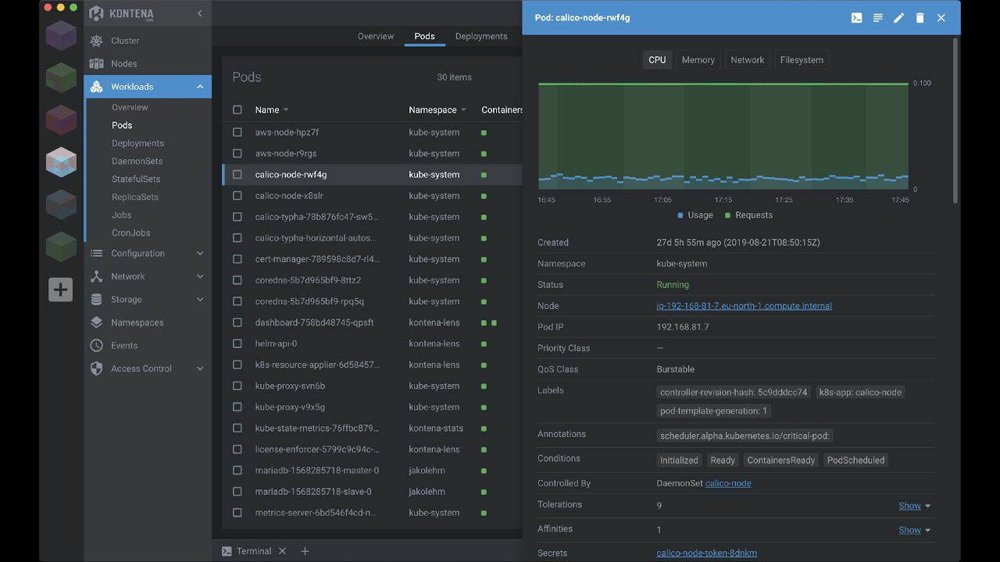 KONTENA
Cluster
Nodes
Workloads
Overview
Pods
Deployments
DaemonSets
StatefulSets
ReplicaSets
Jobs
CronJobs
Configuration
Network
Storage
Namespaces
Events
Access Control
Overview Pods Deployments
Pods 30 items
Name Namespace Containers
aws-node-hpz7f kube-system
aws-node-r9rgs kube-system
calico-node-rwf4g kube-system
calico-node-x8slr kube-system
calico-typha-78b876fc47-sw5... kube-system
calico-typha-horizontal-autos... kube-system
cert-manager-789598c8d7-rl4... kube-system
coredns-5b7d965bf9-8ttz2 kube-system
coredns-5b7d965bf9-rpq5q kube-system
dashboard-758bd48745-qpsft kontena-lens
helm-api-0 kontena-lens
k8s-resource-applier-6d58457... kontena-lens
kube-proxy-svn6b kube-system
kube-proxy-v9x5g kube-system
kube-state-metrics-76ffbc879... kontena-stats
license-enforcer-5799c9c94c-... kontena-lens
mariadb-1568285718-master-0 jakolehm
mariadb-1568285718-slave-0 jakolehm
metrics-server-6bd546f4cd-n... kube-system
Terminal
Pod: calico-node-rwf4g
CPU Memory Network Filesystem
0.100
0
16:45 16:55 17:05 17:15 17:25 17:35 17:45
Usage Requests
Created 27d 5h 55m ago (2019-08-21T08:50:15Z)
Namespace kube-system
Status Running
Node ip-192-168-81-7.eu-north-1.compute.internal
Pod IP 192.168.81.7
Priority Class —
QoS Class Burstable
Labels controller-revision-hash: 5c9dddcc74 k8s-app: calico-node
pod-template-generation: 1
Annotations scheduler.alpha.kubernetes.io/critical-pod:
Conditions Initialized Ready ContainersReady PodScheduled
Controlled By DaemonSet calico-node
Tolerations 9 Show
Affinities 1 Show
Secrets calico-node-token-8dnkm